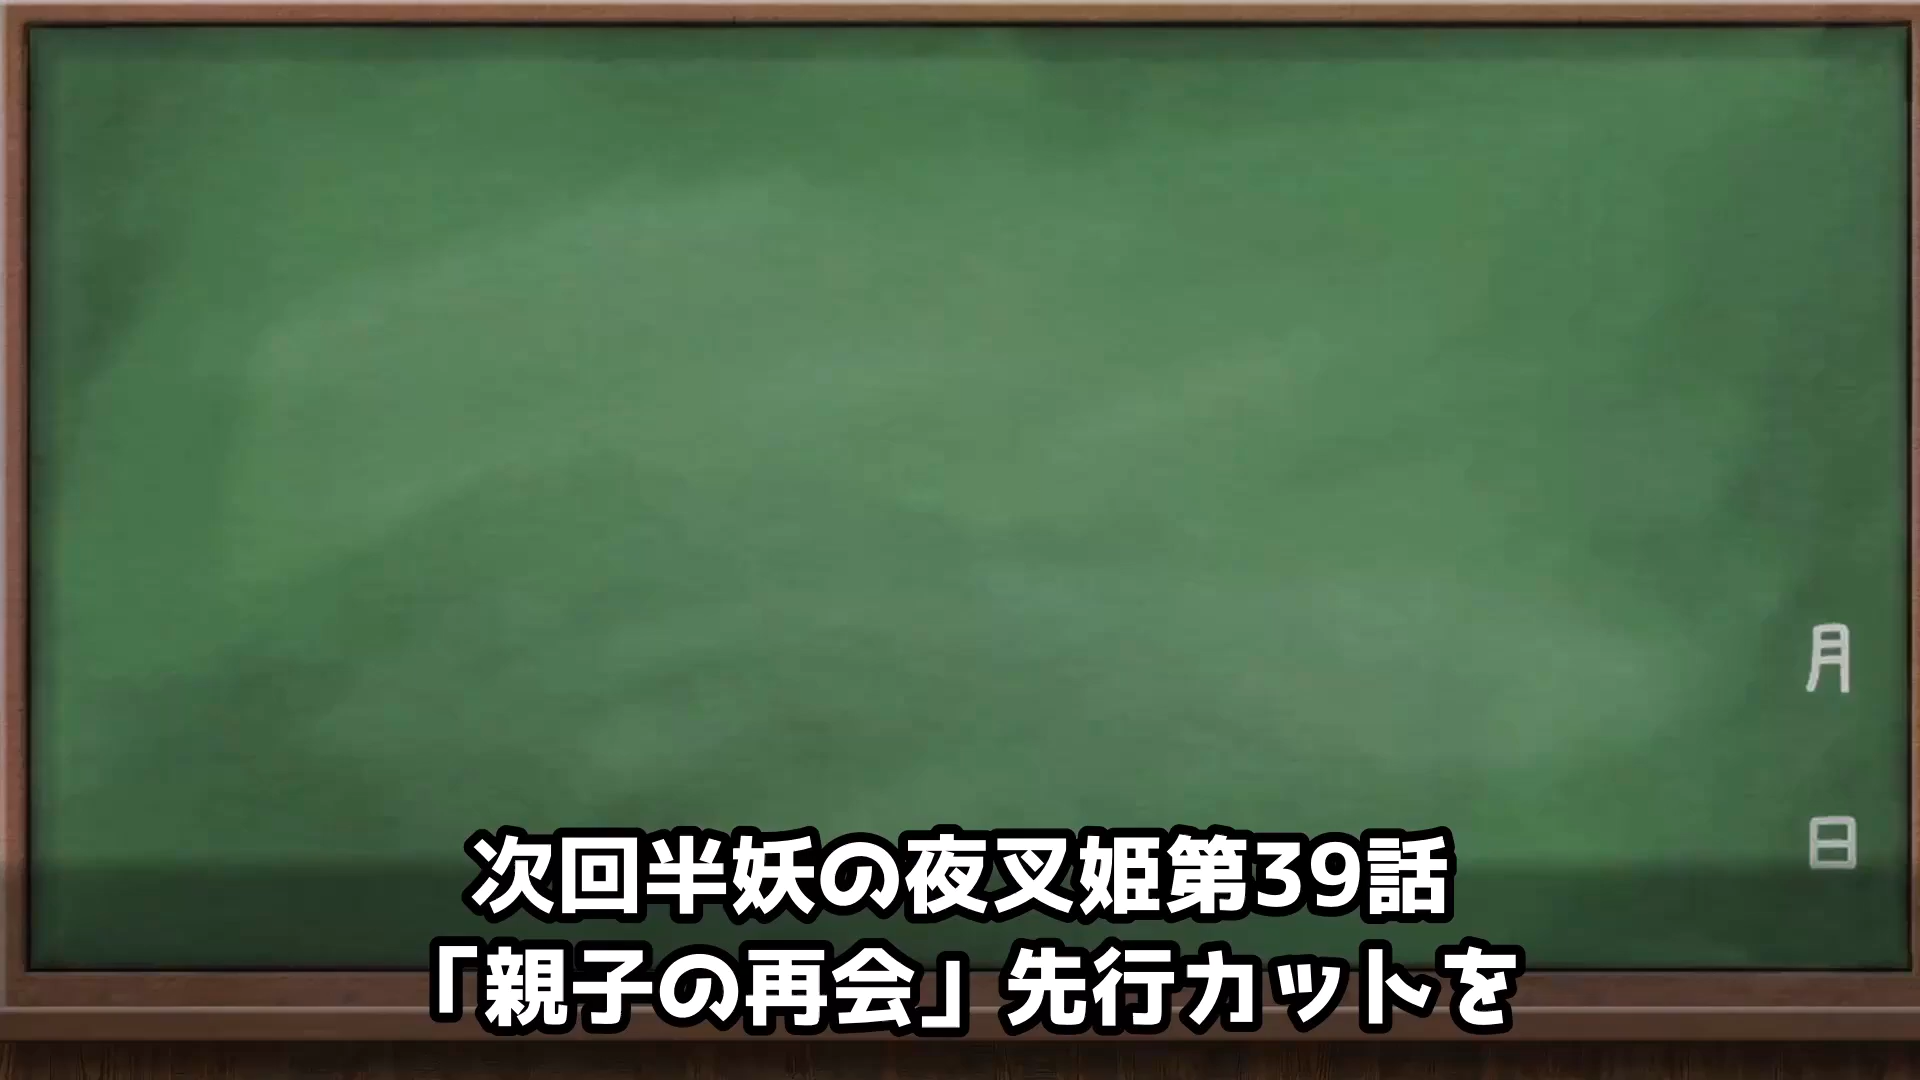 月
日
次回半妖の夜叉姫第39話
「親子の再会」先行カットを